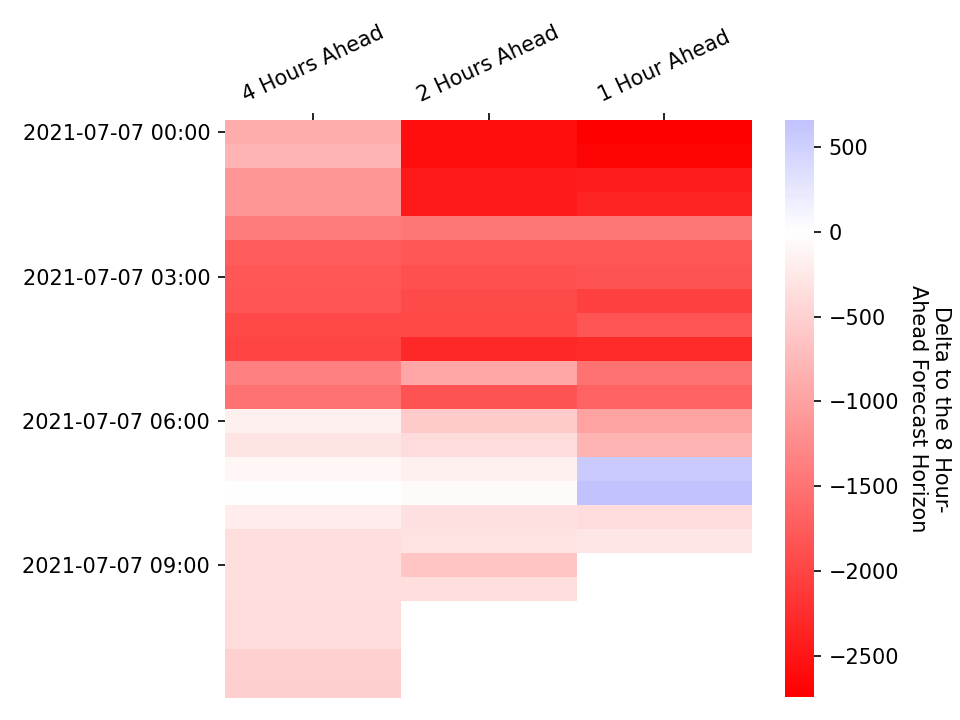 4 Hours Ahead
2 Hours Ahead
1 Hour Ahead
2021-07-07 00:00
2021-07-07 03:00
2021-07-07 06:00
2021-07-07 09:00
500
0
−500
−1000
−1500
−2000
−2500
Delta to the 8 Hour-
Ahead Forecast Horizon